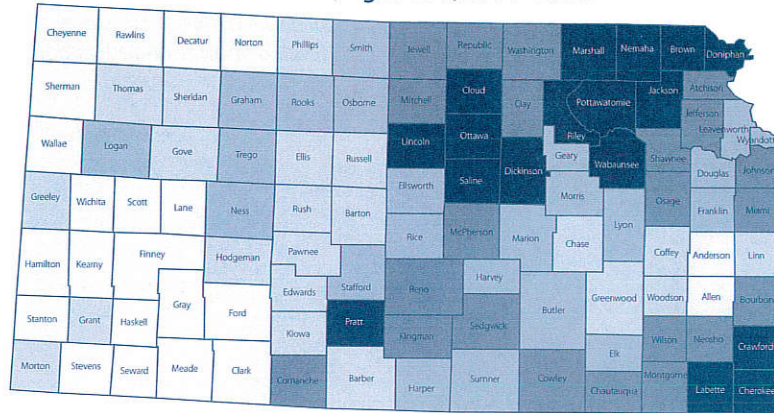 Cheyenne Rawlins Decatur Norton Phillips Smith Jewell Republic Washington Marshall Nemaha Brown Doniphan
Sherman Thomas Sheridan Graham Rooks Osborne Mitchell Cloud Clay Riley Pottawatomie Jackson Atchison
Jefferson Leavenworth Wyandott
Wallae Logan Gove Trego Ellis Russell Lincoln Ottawa Saline Dickinson Geary Wabaunsee Shawnee Douglas Johnson
Greeley Wichita Scott Lane Ness Rush Barton Ellsworth Rice McPherson Marion Morris Chase Lyon Osage Franklin Miami
Hamilton Kearny Finney Hodgeman Pawnee Edwards Stafford Reno Harvey Butler Greenwood Coffey Anderson Linn
Stanton Grant Haskell Gray Ford Kiowa Pratt Kingman Sedgwick Elk Woodson Allen Bourbon
Wilson Neosho Crawford
Morton Stevens Seward Meade Clark Comanche Barber Harper Sumner Cowley Chautauqua Montgome Labette Cherokee